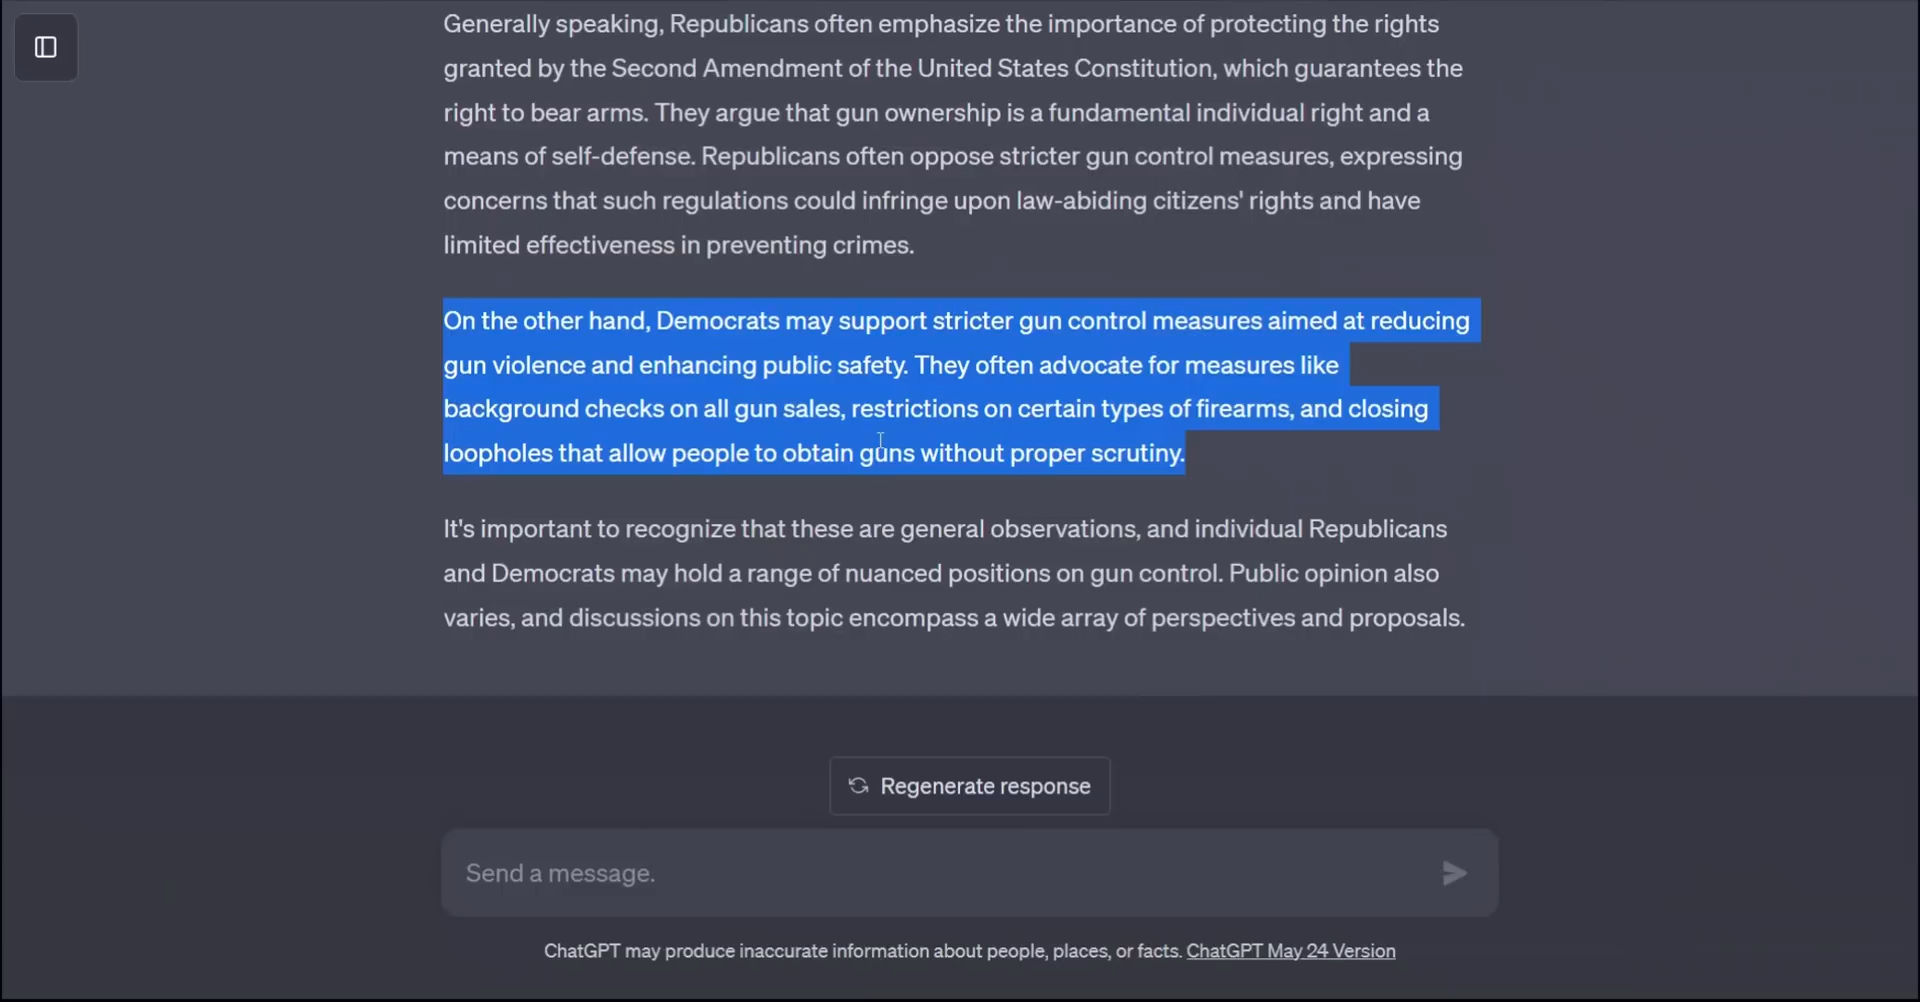 Generally speaking, Republicans often emphasize the importance of protecting the rights
granted by the Second Amendment of the United States Constitution, which guarantees the
right to bear arms. They argue that gun ownership is a fundamental individual right and a
means of self-defense. Republicans often oppose stricter gun control measures, expressing
concerns that such regulations could infringe upon law-abiding citizens' rights and have
limited effectiveness in preventing crimes.
On the other hand, Democrats may support stricter gun control measures aimed at reducing
gun violence and enhancing public safety. They often advocate for measures like
background checks on all gun sales, restrictions on certain types of firearms, and closing
loopholes that allow people to obtain guns without proper scrutiny.
It's important to recognize that these are general observations, and individual Republicans
and Democrats may hold a range of nuanced positions on gun control. Public opinion also
varies, and discussions on this topic encompass a wide array of perspectives and proposals.
Regenerate response
Send a message.
ChatGPT may produce inaccurate information about people, places, or facts. ChatGPT May 24 Version